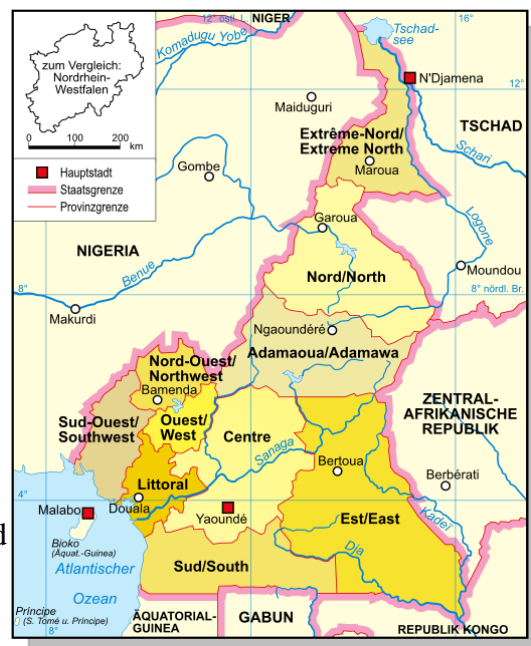 12° östl. L.
NIGER
16°
Komadugu Yobe
Tschad-
see
zum Vergleich:
Nordrhein-
Westfalen
0 100 200
km
N'Djamena
12°
Maiduguri
TSCHAD
Extrême-Nord/
Extreme North
Maroua
Schari
Hauptstadt
Staatsgrenze
Provinzgrenze
Gombe
Garoua
Logone
NIGERIA
Benue
Nord/North
Moundou
8°
8° nördl. Br.
Makurdi
Ngaoundéré
Adamaoua/Adamawa
Nord-Ouest/
Northwest
Bamenda
ZENTRAL-
AFRIKANISCHE
REPUBLIK
Sud-Ouest/
Southwest
Ouest/
West
Centre
Sanaga
Bertoua
Berbérati
Littoral
4°
4°
Malabo
Douala
Yaoundé
Est/East
Kadéï
d
Bioko
(Äquat.-Guinea)
Dja
Atlantischer
Ozean
Sud/South
Príncipe
(S. Tomé u. Príncipe)
8°
ÄQUATORIAL-
GUINEA
GABUN
REPUBLIK KONGO